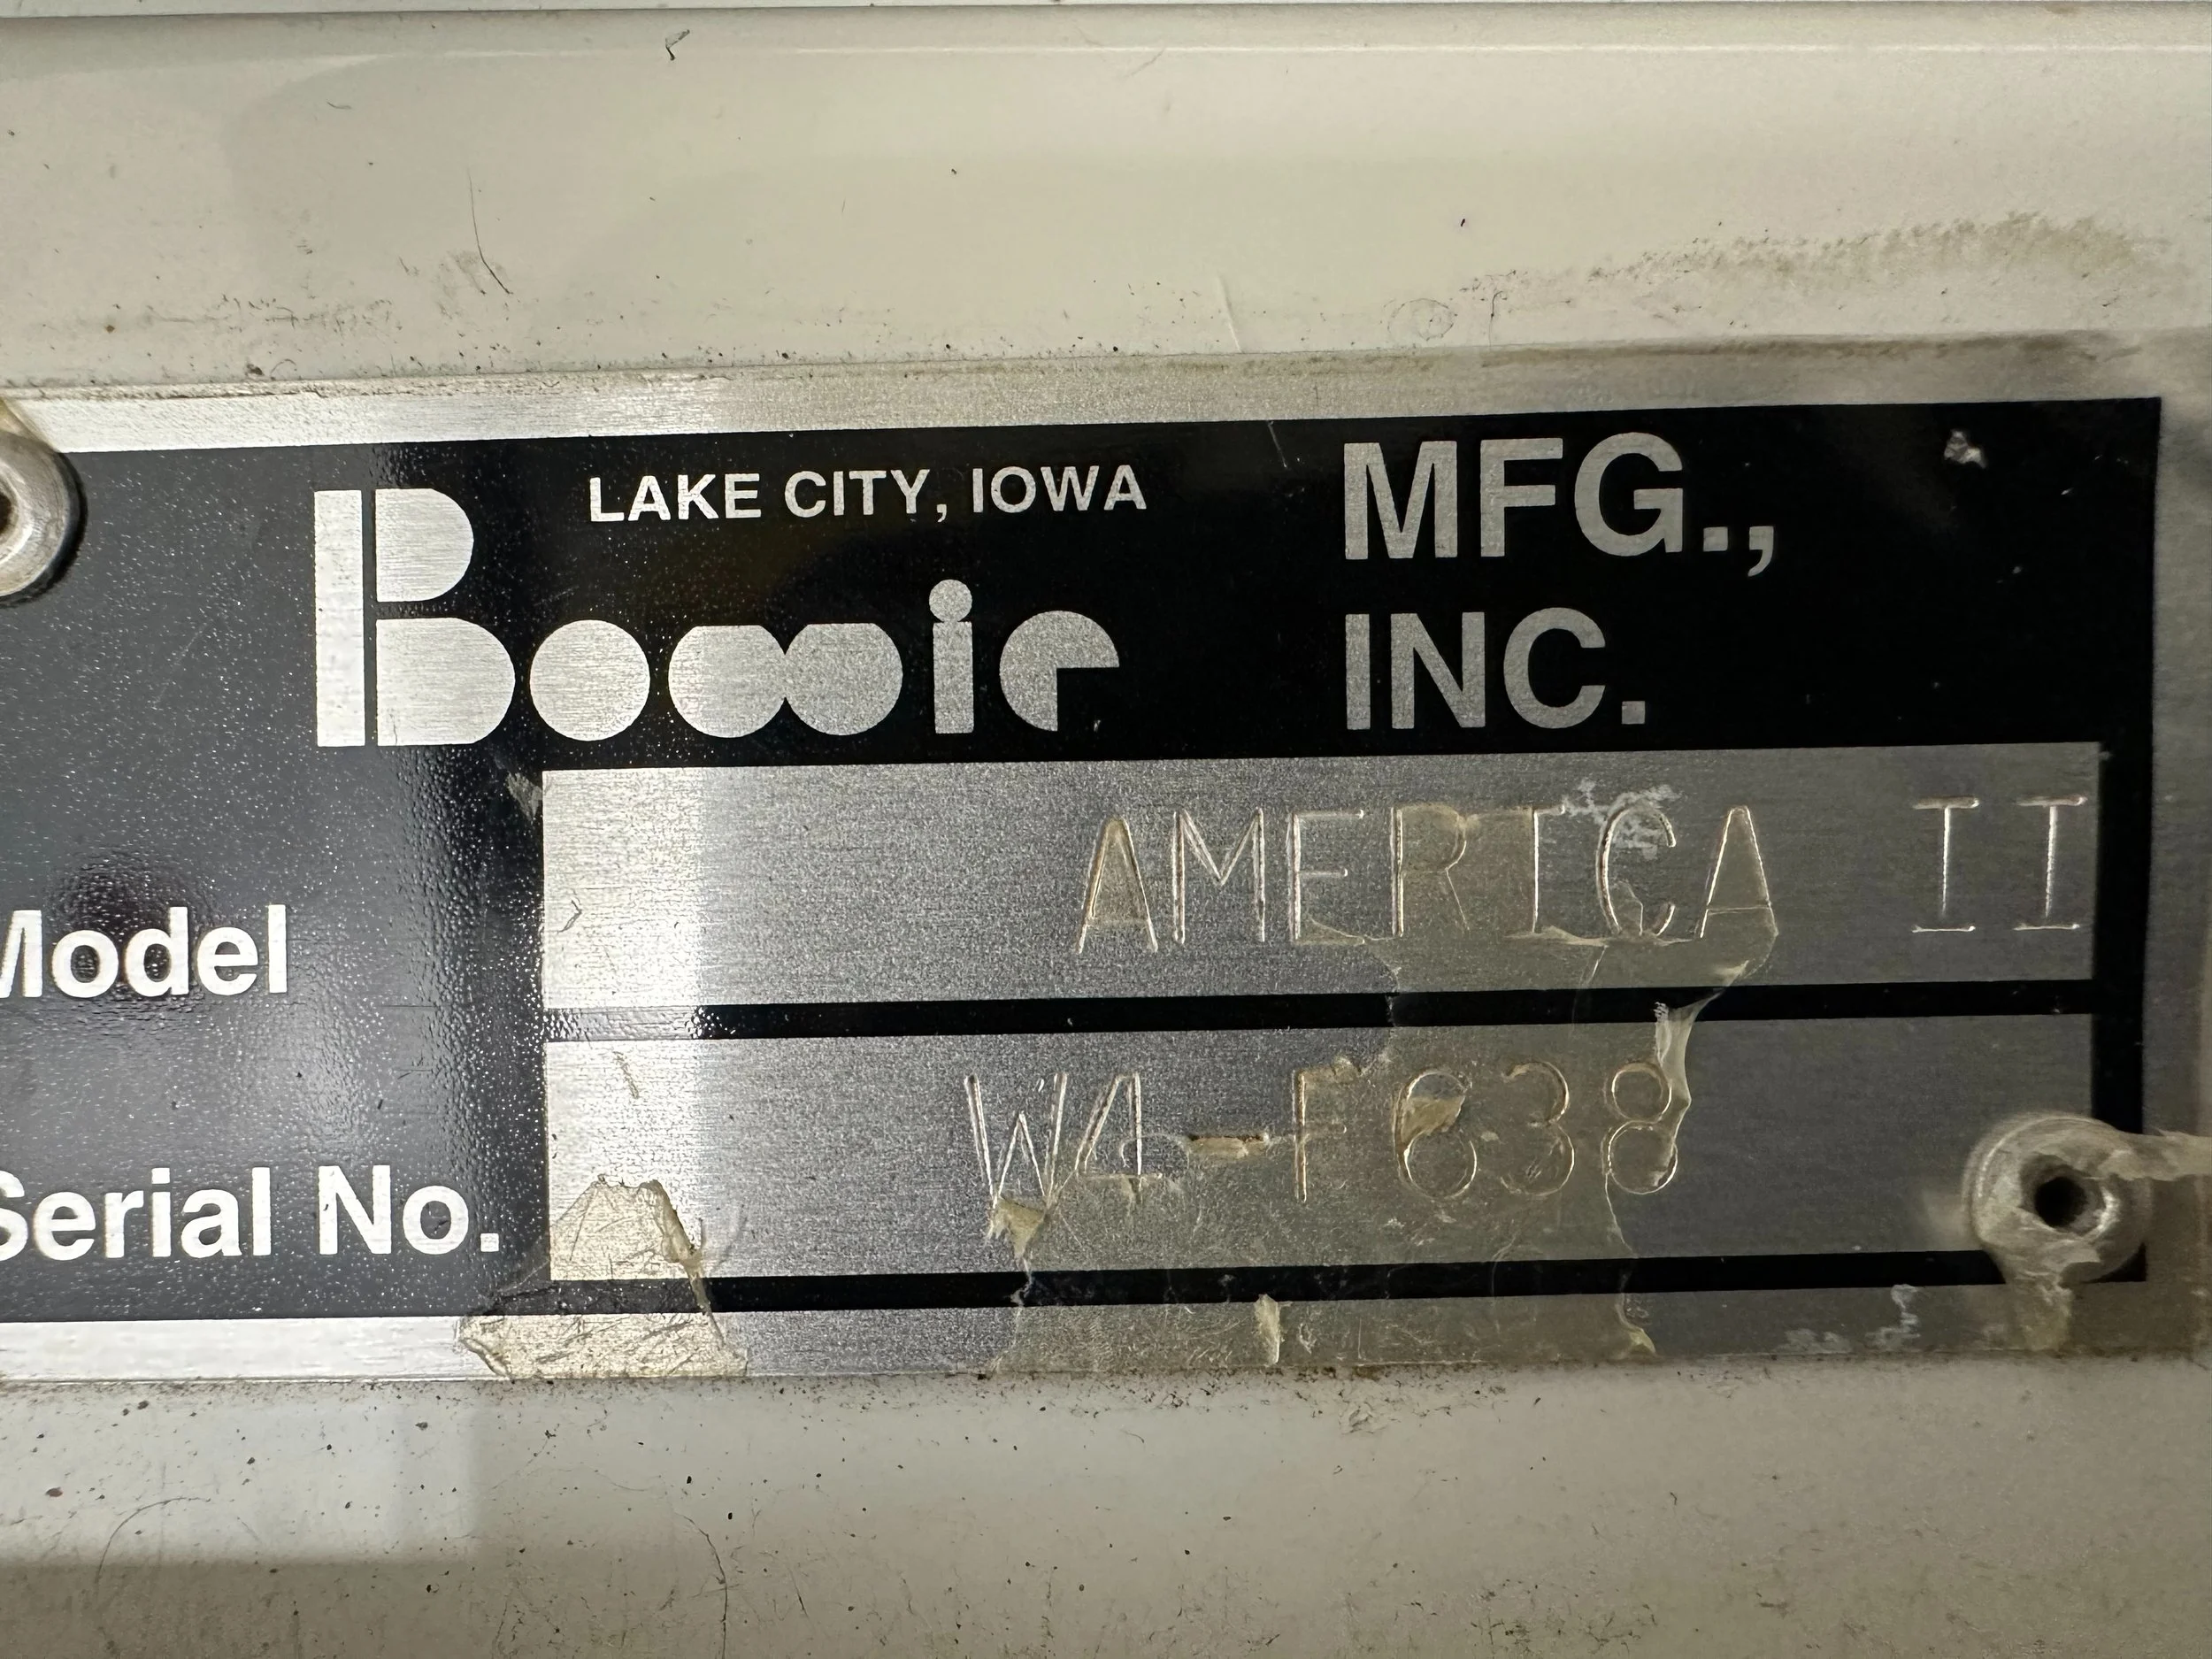 LAKE CITY, IOWA
Bowie
MFG.,
INC.
Model AMERICA II
Serial No. W4-F638